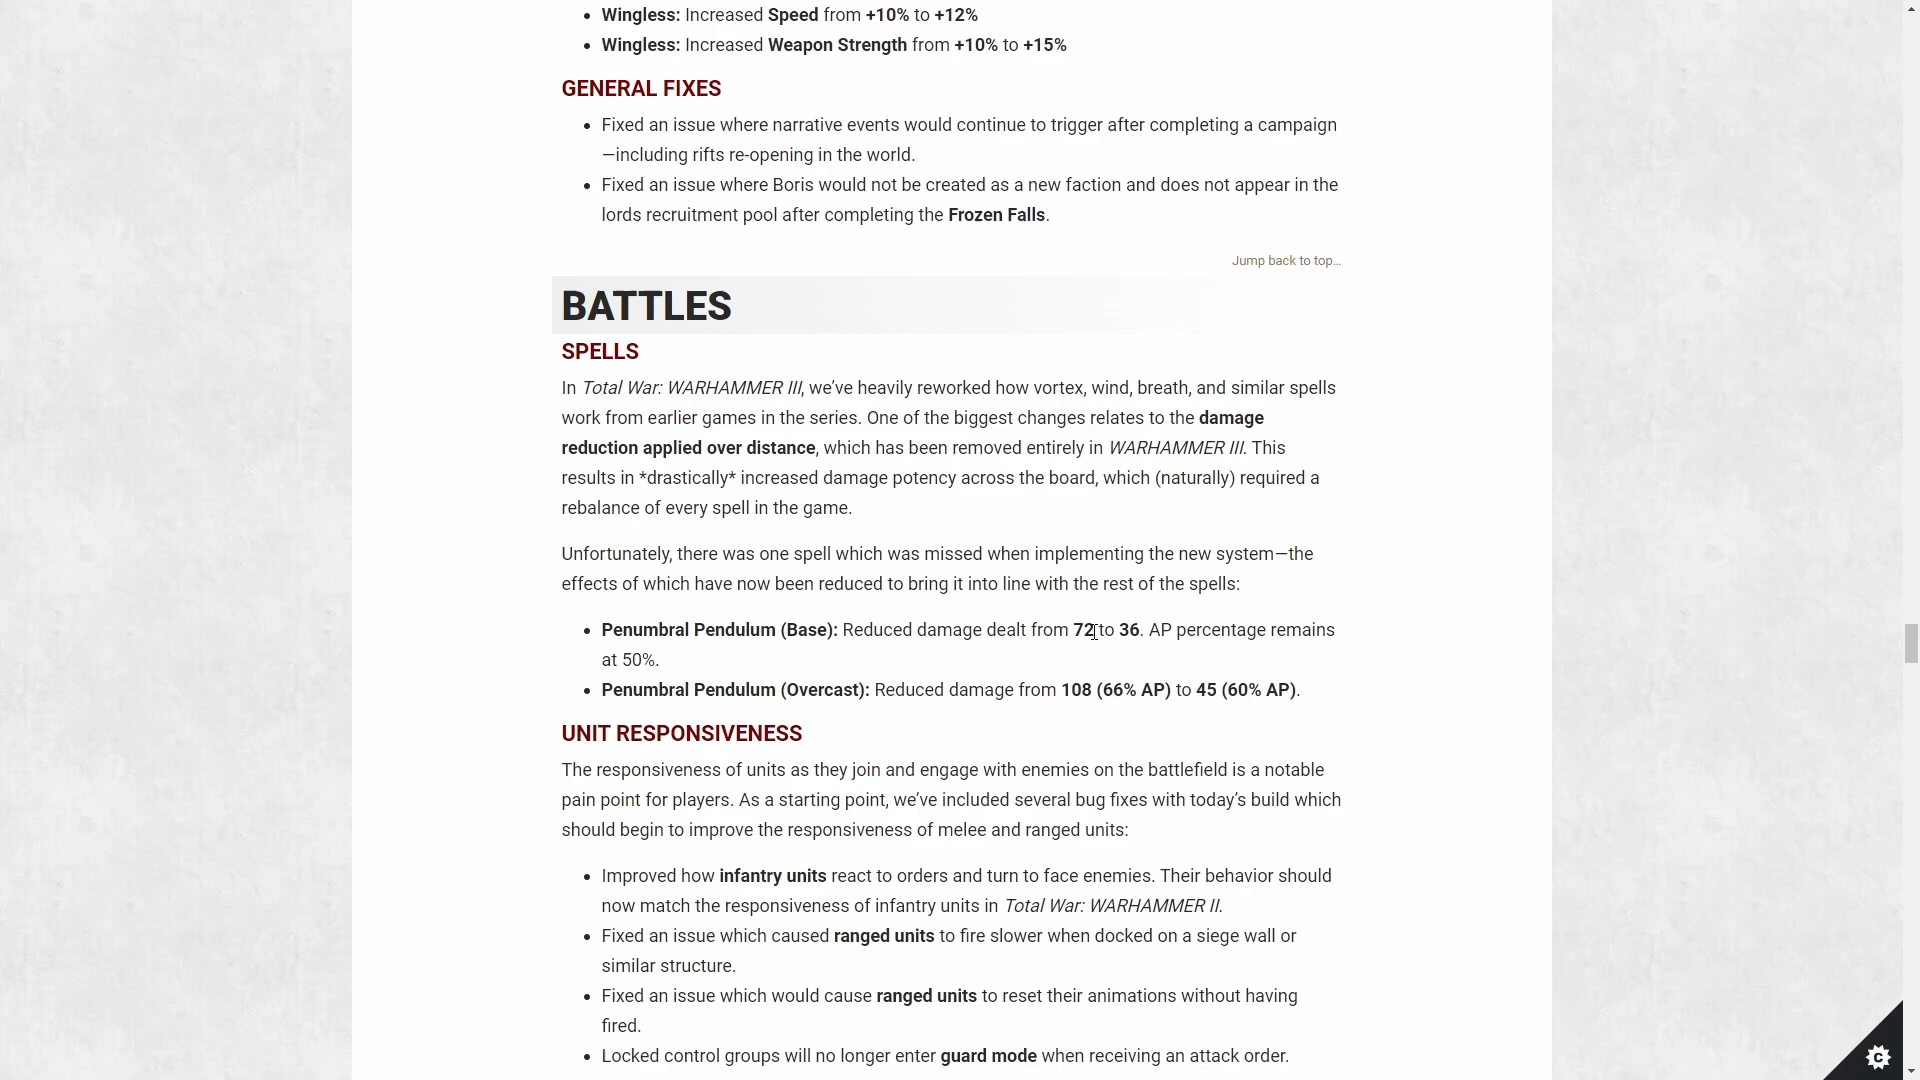 Wingless: Increased Speed from +10% to +12%
Wingless: Increased Weapon Strength from +10% to +15%
GENERAL FIXES
Fixed an issue where narrative events would continue to trigger after completing a campaign
—including rifts re-opening in the world.
Fixed an issue where Boris would not be created as a new faction and does not appear in the
lords recruitment pool after completing the Frozen Falls.
Jump back to top…
BATTLES
SPELLS
In Total War: WARHAMMER III, we’ve heavily reworked how vortex, wind, breath, and similar spells
work from earlier games in the series. One of the biggest changes relates to the damage
reduction applied over distance, which has been removed entirely in WARHAMMER III. This
results in *drastically* increased damage potency across the board, which (naturally) required a
rebalance of every spell in the game.
Unfortunately, there was one spell which was missed when implementing the new system—the
effects of which have now been reduced to bring it into line with the rest of the spells:
Penumbral Pendulum (Base): Reduced damage dealt from 72 to 36. AP percentage remains
at 50%.
Penumbral Pendulum (Overcast): Reduced damage from 108 (66% AP) to 45 (60% AP).
UNIT RESPONSIVENESS
The responsiveness of units as they join and engage with enemies on the battlefield is a notable
pain point for players. As a starting point, we’ve included several bug fixes with today’s build which
should begin to improve the responsiveness of melee and ranged units:
Improved how infantry units react to orders and turn to face enemies. Their behavior should
now match the responsiveness of infantry units in Total War: WARHAMMER II.
Fixed an issue which caused ranged units to fire slower when docked on a siege wall or
similar structure.
Fixed an issue which would cause ranged units to reset their animations without having
fired.
Locked control groups will no longer enter guard mode when receiving an attack order.
C